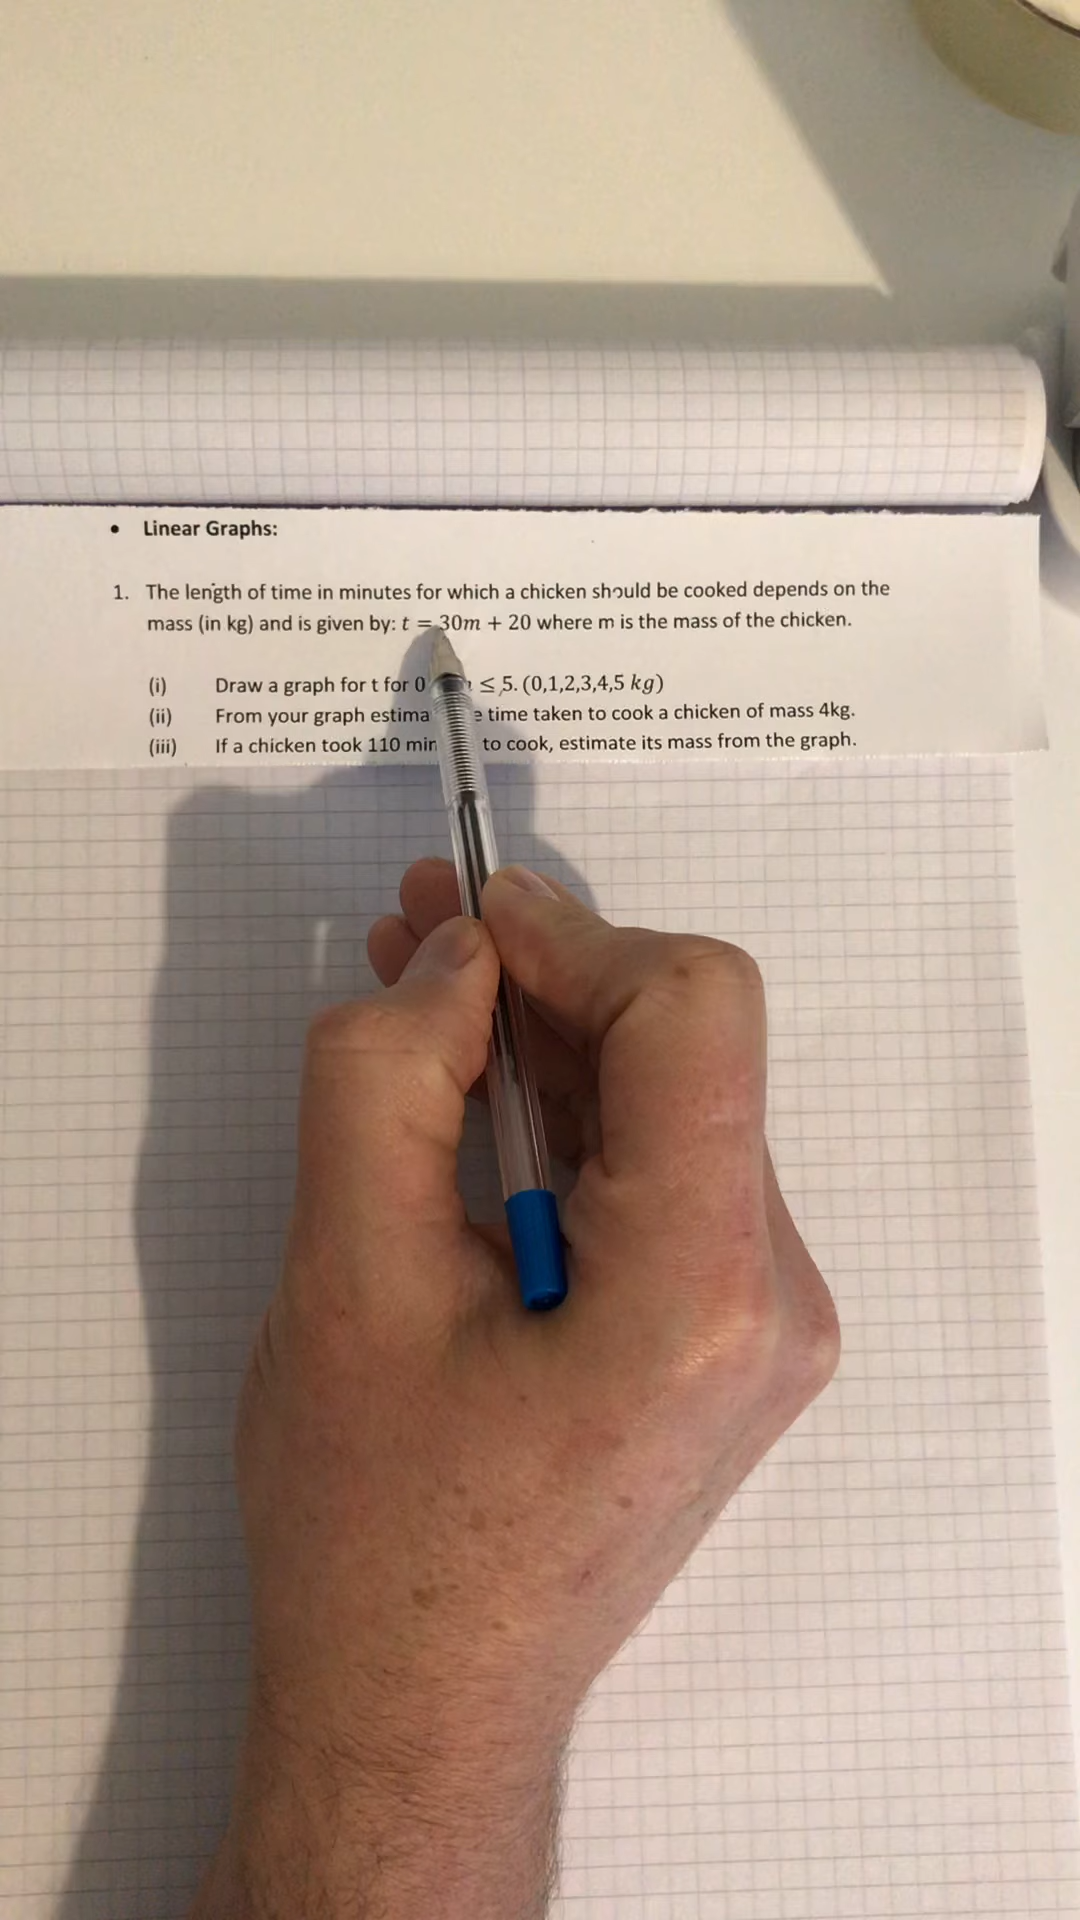 • Linear Graphs:
1. The length of time in minutes for which a chicken should be cooked depends on the
mass (in kg) and is given by: t = 30m + 20 where m is the mass of the chicken.
(i) Draw a graph for t for 0 ≤ 5. (0,1,2,3,4,5 kg)
(ii) From your graph time taken to cook a chicken of mass 4kg.
(iii) If a chicken took 110 to cook, estimate its mass from the graph.